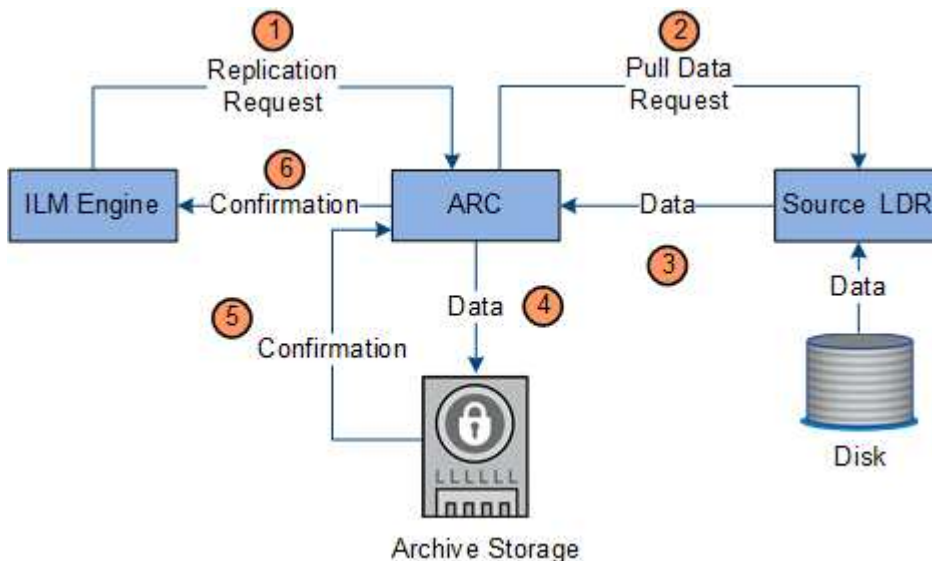 1
Replication
Request
2
Pull Data
Request
6
ILM Engine
Confirmation
ARC
Data
Source LDR
3
5
Confirmation
Data
4
Data
LLLLLL
Disk
Archive Storage